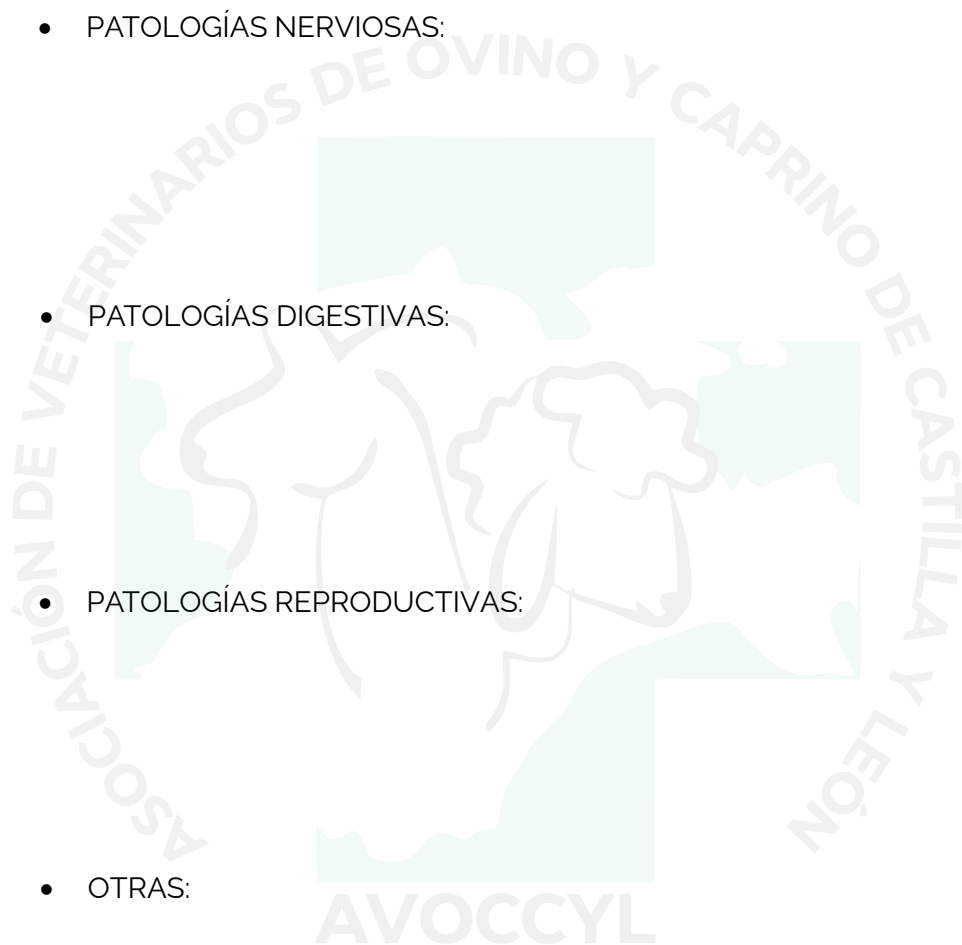 • PATOLOGÍAS NERVIOSAS:
• PATOLOGÍAS DIGESTIVAS:
• PATOLOGÍAS REPRODUCTIVAS:
• OTRAS:
ASOCIACIÓN DE VETERINARIOS DE OVINO Y CAPRINO DE CASTILLA Y LEÓN
AVOCCYL